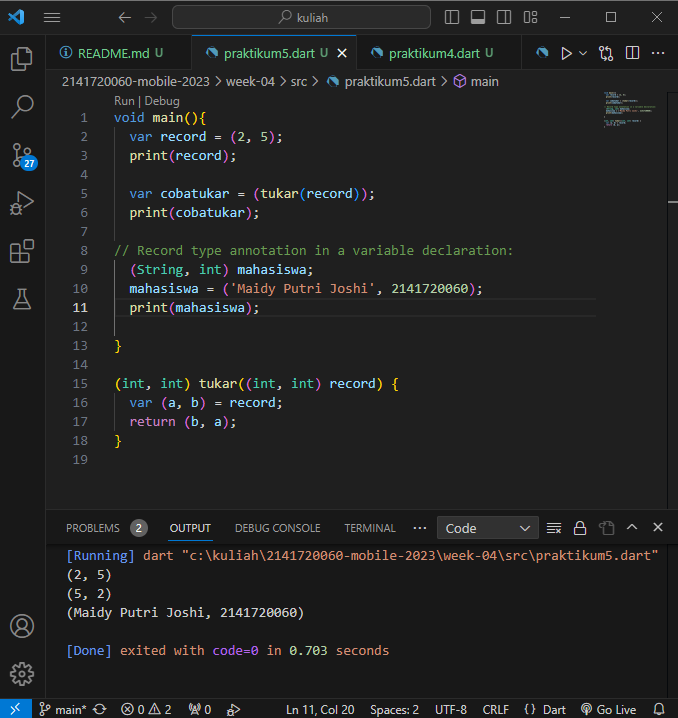 kuliah
README.md U
praktikum5.dart U
praktikum4.dart U
2141720060-mobile-2023 > week-04 > src > praktikum5.dart > main
Run | Debug
1 void main(){
2 var record = (2, 5);
3 print(record);
4
5 var cobatukar = (tukar(record));
6 print(cobatukar);
7
8 // Record type annotation in a variable declaration:
9 (String, int) mahasiswa;
10 mahasiswa = ('Maidy Putri Joshi', 2141720060);
11 print(mahasiswa);
12
13 }
14
15 (int, int) tukar((int, int) record) {
16 var (a, b) = record;
17 return (b, a);
18 }
19
27
PROBLEMS 2 OUTPUT DEBUG CONSOLE TERMINAL ··· Code
[Running] dart "c:\kuliah\2141720060-mobile-2023\week-04\src\praktikum5.dart"
(2, 5)
(5, 2)
(Maidy Putri Joshi, 2141720060)
[Done] exited with code=0 in 0.703 seconds
main* 0 2 0 Ln 11, Col 20 Spaces: 2 UTF-8 CRLF {} Dart Go Live